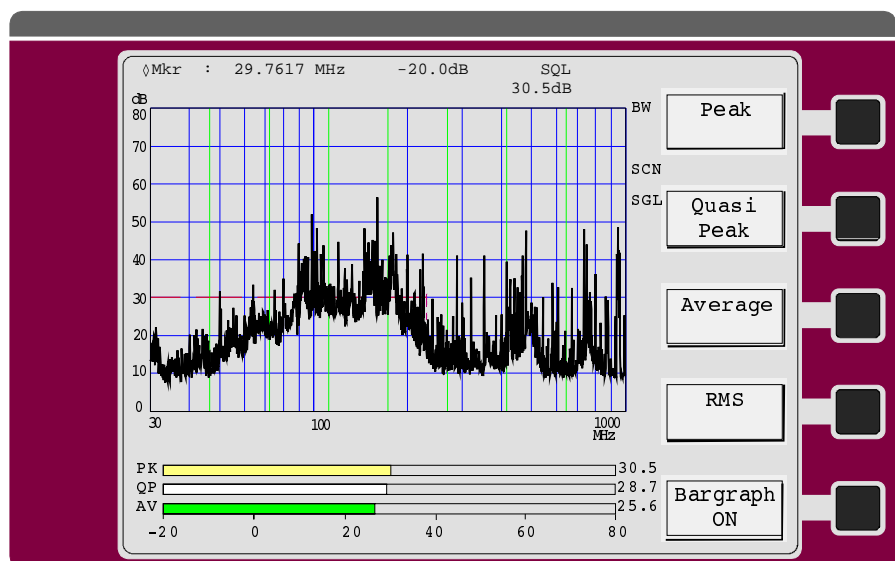 ◊Mkr : 29.7617 MHz -20.0dB SQL
30.5dB
dB
80
70
60
50
40
30
20
10
0
30 100 1000
MHz
BW
SCN
SGL
Peak
Quasi
Peak
Average
RMS
Bargraph
ON
PK 30.5
QP 28.7
AV 25.6
-20 0 20 40 60 80